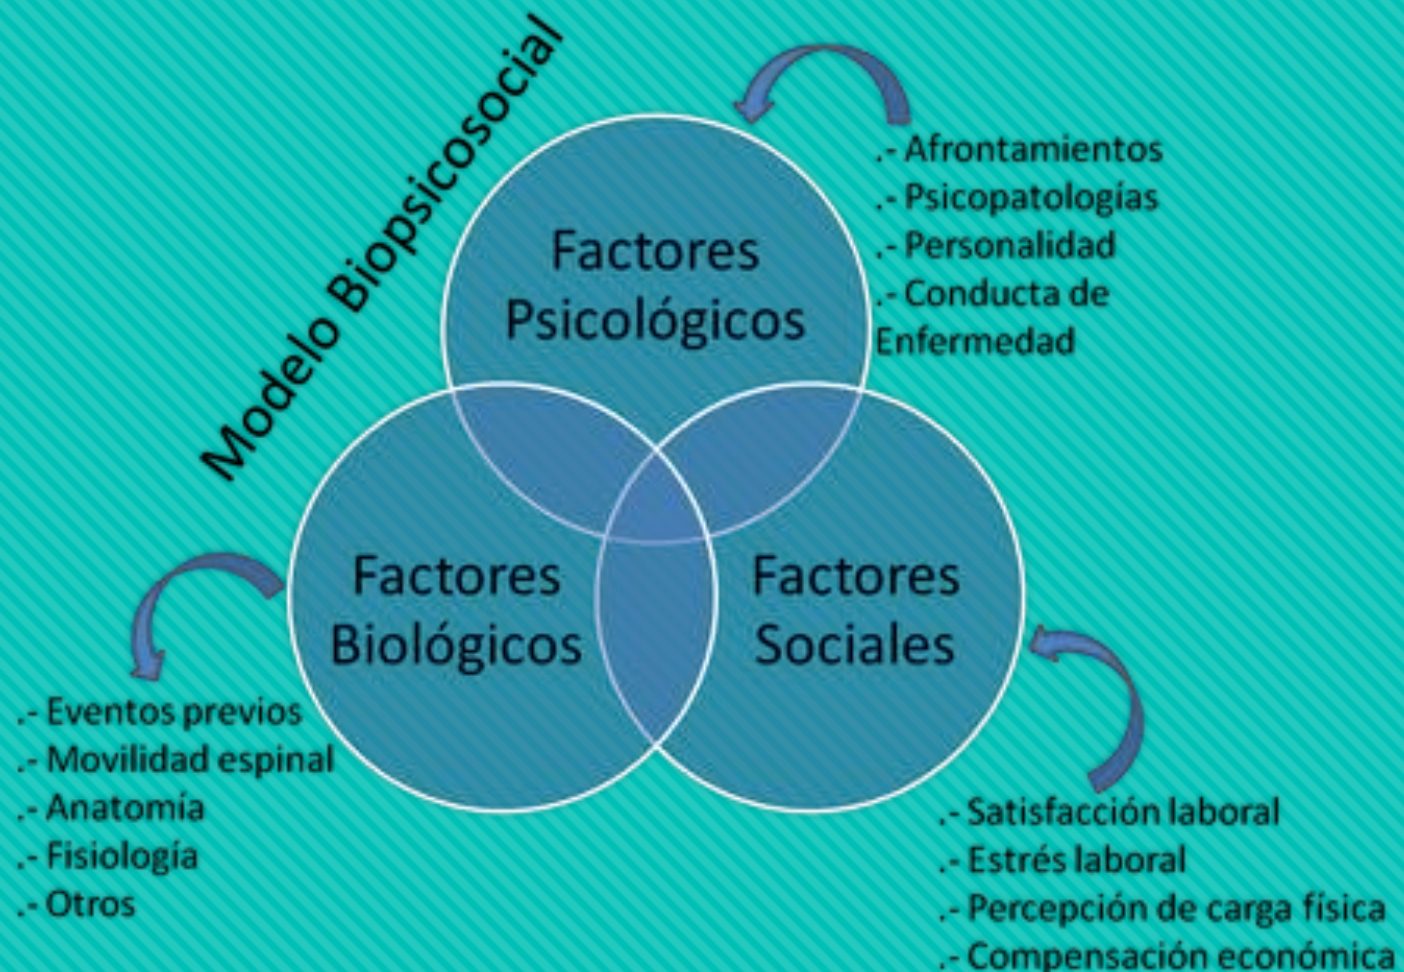 Modelo Biopsicosocial
.- Afrontamientos
.- Psicopatologías
.- Personalidad
.- Conducta de
Enfermedad
Factores
Psicológicos
Factores
Biológicos
Factores
Sociales
.- Eventos previos
.- Movilidad espinal
.- Anatomía
.- Fisiología
.- Otros
.- Satisfacción laboral
.- Estrés laboral
.- Percepción de carga física
.- Compensación económica